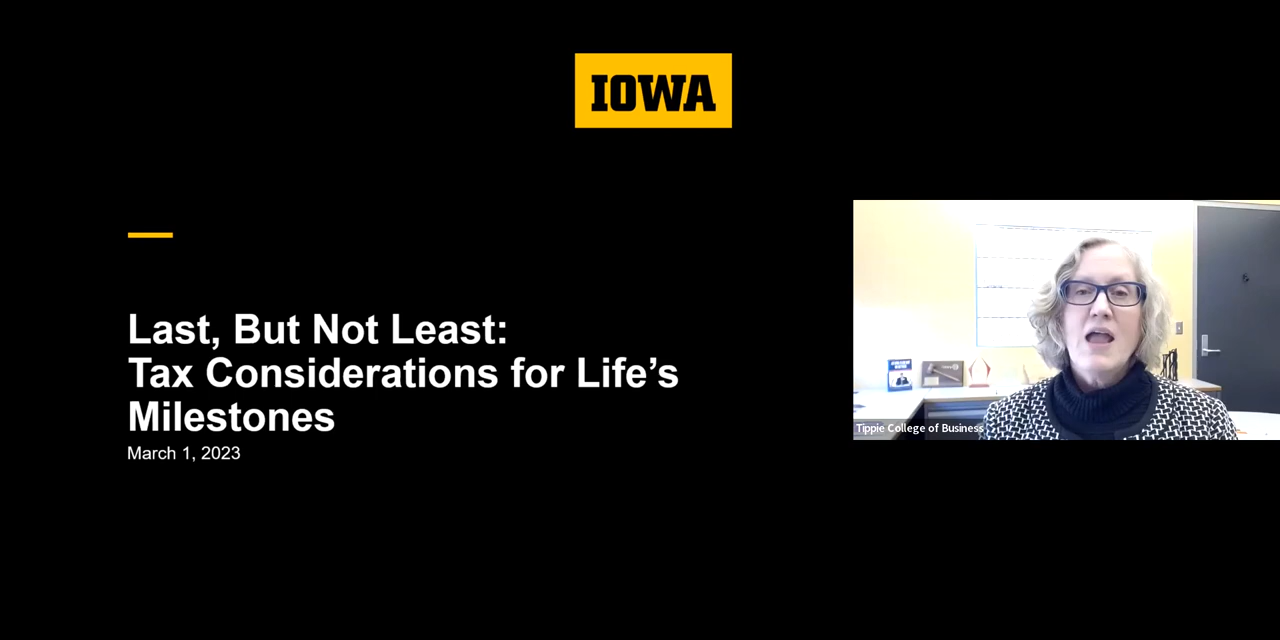 IOWA
Last, But Not Least:
Tax Considerations for Life’s
Milestones
March 1, 2023
Tippie College of Business